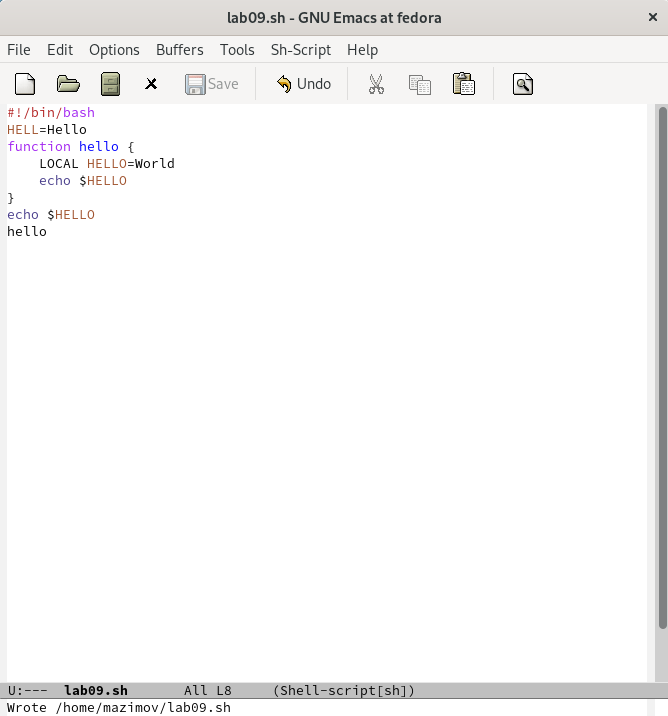 lab09.sh - GNU Emacs at fedora
File Edit Options Buffers Tools Sh-Script Help
Save Undo
#!/bin/bash
HELL=Hello
function hello {
    LOCAL HELLO=World
    echo $HELLO
}
echo $HELLO
hello
U:--- lab09.sh All L8 (Shell-script[sh])
Wrote /home/mazimov/lab09.sh